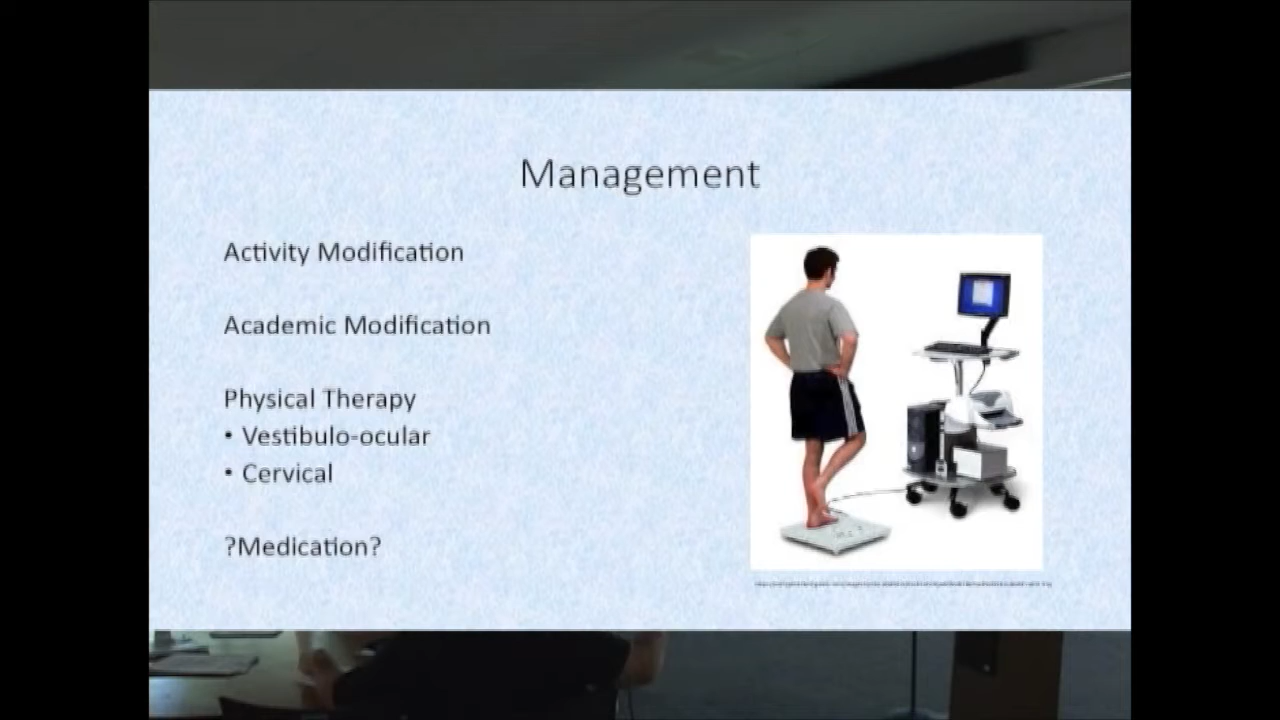 Management
Activity Modification
Academic Modification
Physical Therapy
• Vestibulo-ocular
• Cervical
?Medication?